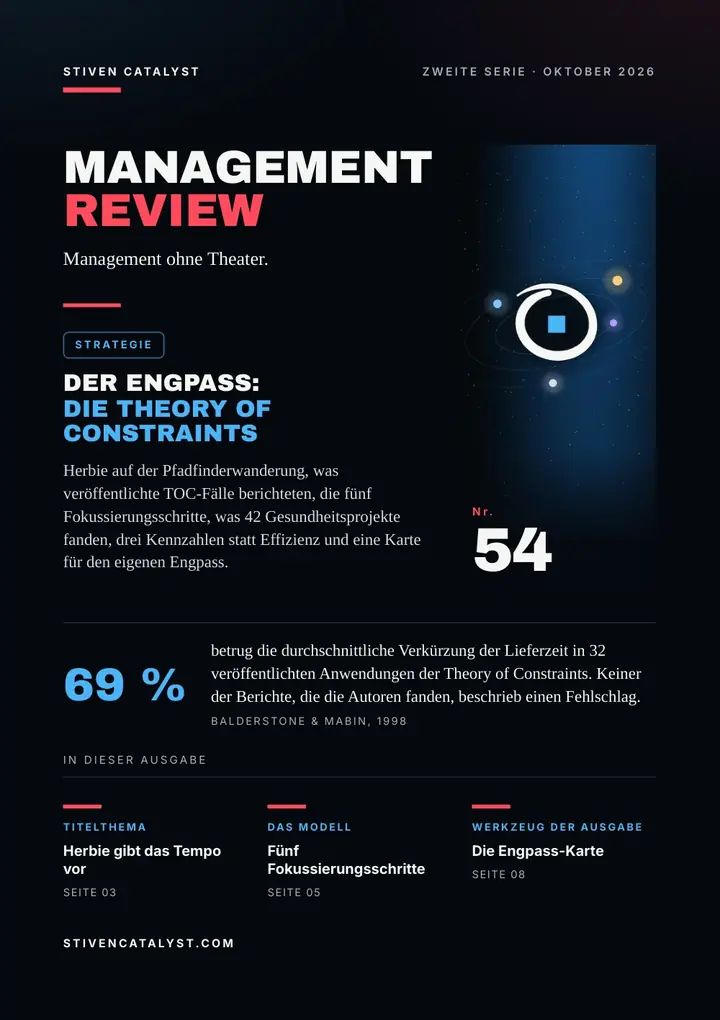 STIVEN CATALYST
ZWEITE SERIE · OKTOBER 2026
MANAGEMENT
REVIEW
Management ohne Theater.
STRATEGIE
DER ENGPASS:
DIE THEORY OF
CONSTRAINTS
Herbie auf der Pfadfinderwanderung, was
veröffentlichte TOC-Fälle berichteten, die fünf
Fokussierungsschritte, was 42 Gesundheitsprojekte
fanden, drei Kennzahlen statt Effizienz und eine Karte
für den eigenen Engpass.
Nr.
54
69 %
betrug die durchschnittliche Verkürzung der Lieferzeit in 32
veröffentlichten Anwendungen der Theory of Constraints. Keiner
der Berichte, die die Autoren fanden, beschrieb einen Fehlschlag.
BALDERSTONE & MABIN, 1998
IN DIESER AUSGABE
TITELTHEMA
Herbie gibt das Tempo
vor
SEITE 03
DAS MODELL
Fünf
Fokussierungsschritte
SEITE 05
WERKZEUG DER AUSGABE
Die Engpass-Karte
SEITE 08
STIVENCATALYST.COM